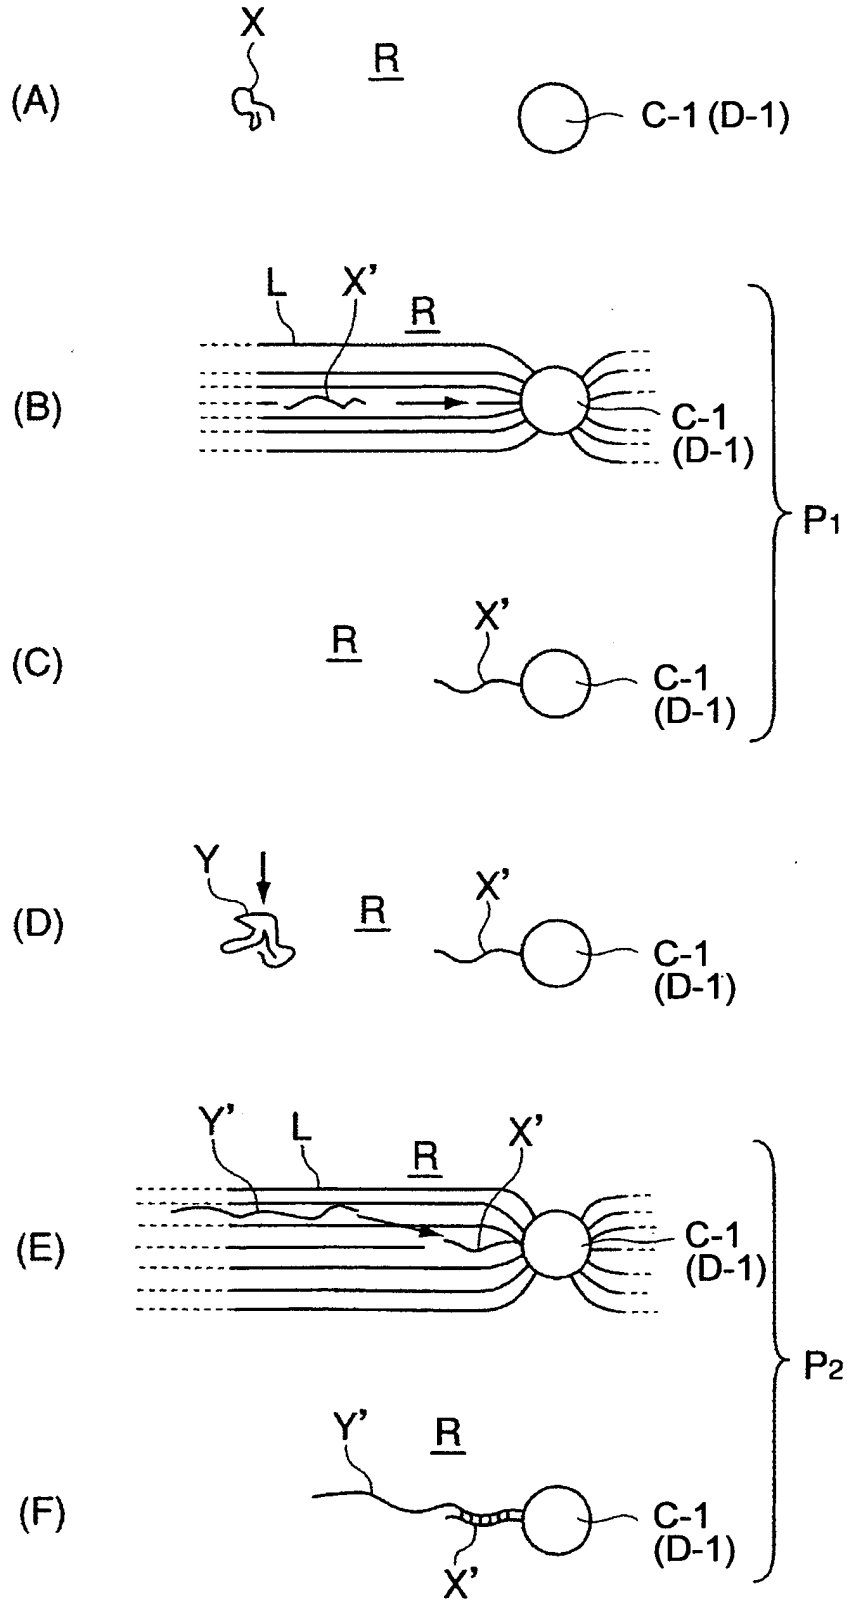 X
R
(A)
C-1 (D-1)
L
X'
R
(B)
C-1
(D-1)
P1
X'
R
(C)
C-1
(D-1)
Y
X'
R
(D)
C-1
(D-1)
Y'
L
X'
R
(E)
C-1
(D-1)
P2
Y'
R
(F)
C-1
(D-1)
X'